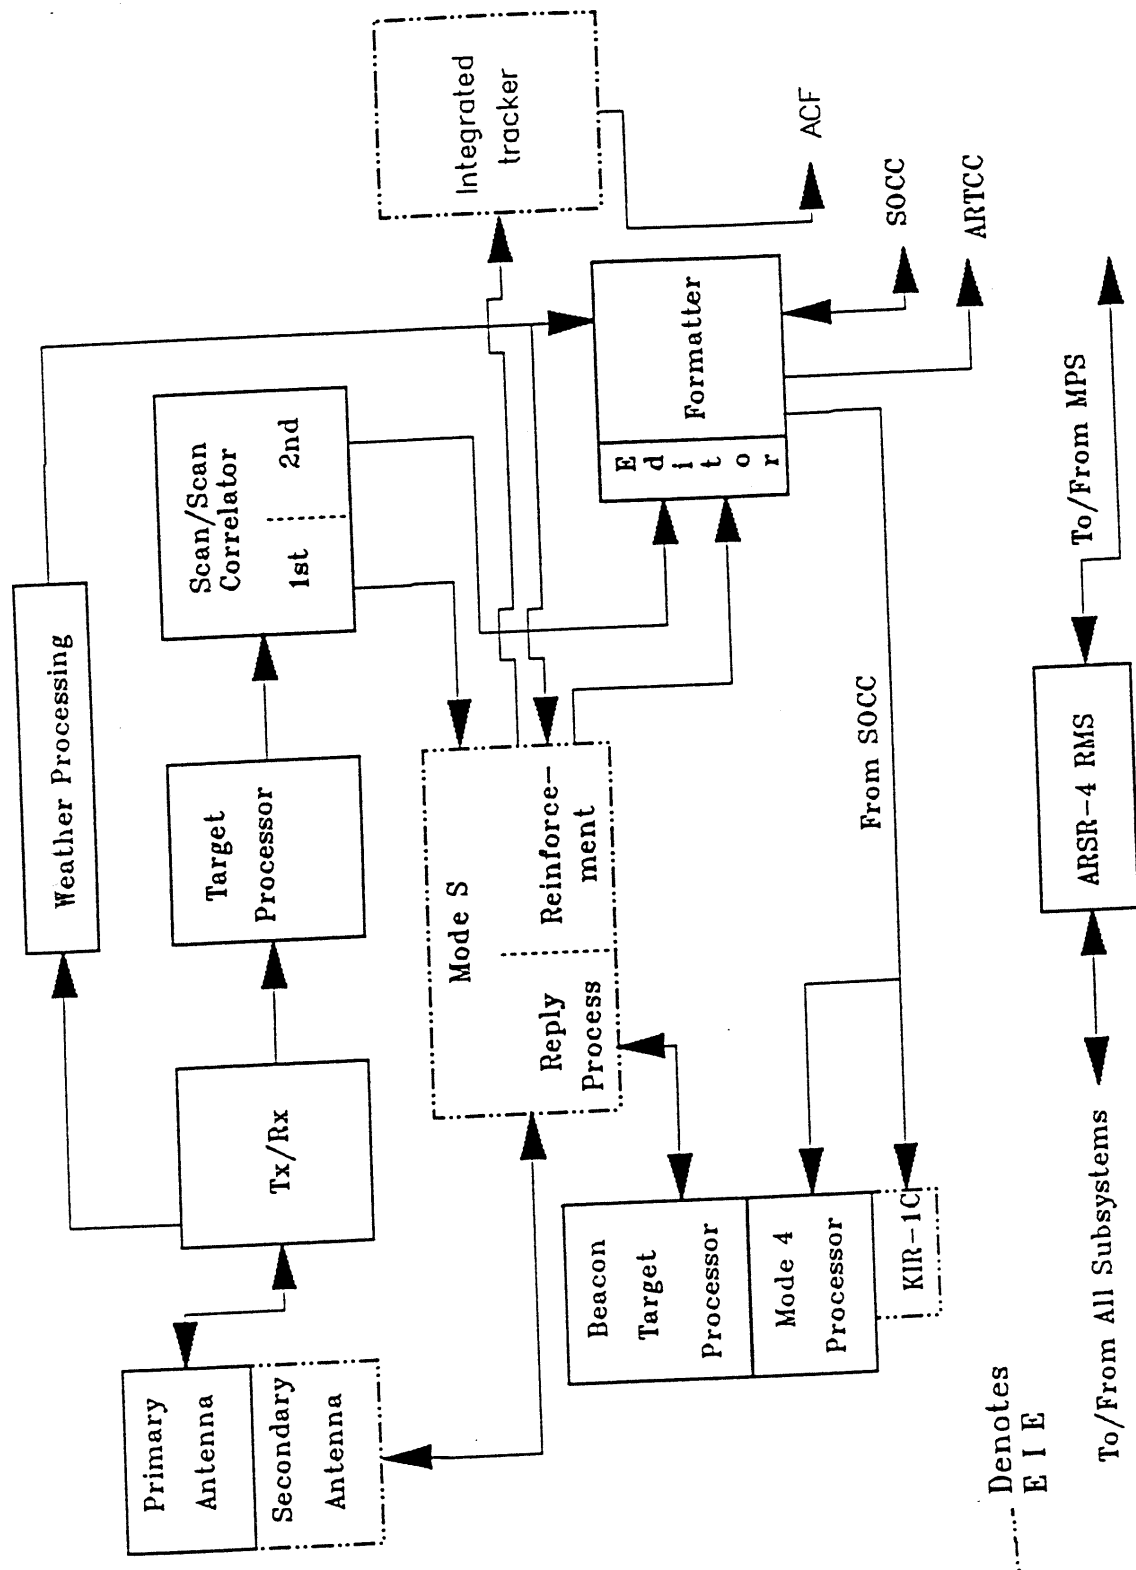 Primary
Antenna
Secondary
Antenna
Tx/Rx
Weather Processing
Target
Processor
Scan/Scan
Correlator
1st
2nd
Integrated
tracker
Mode S
Reply
Process
Reinforce-
ment
Beacon
Target
Processor
Mode 4
Processor
KIR-1C
Editor
Formatter
ACF
SOCC
ARTCC
From SOCC
ARSR-4 RMS
To/From MPS
To/From All Subsystems
Denotes
E I E